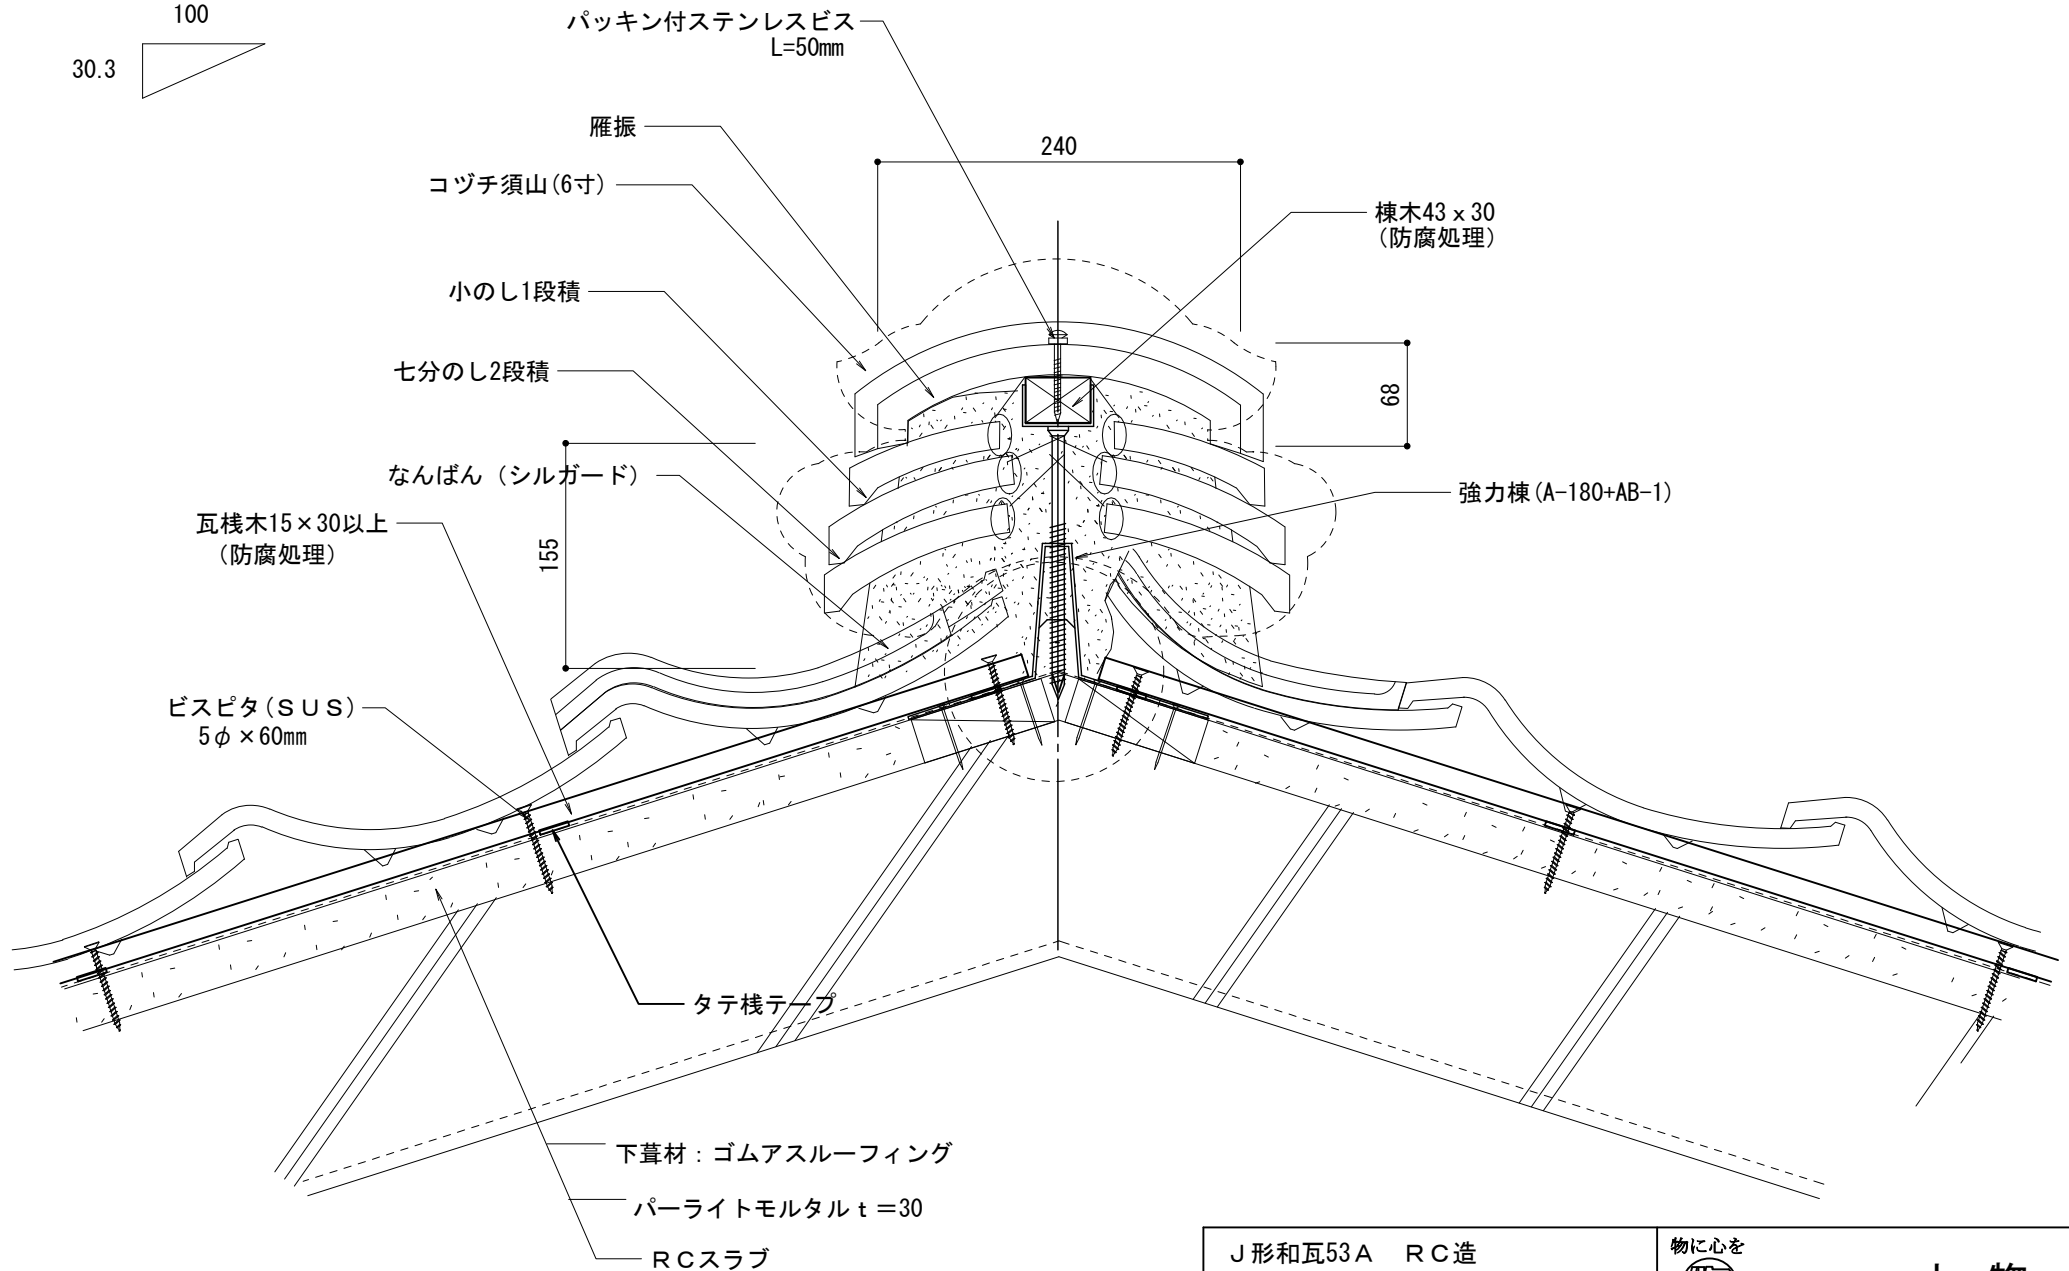 100
30.3
パッキン付ステンレスビス
L=50mm
雁振
240
コヅチ須山(6寸)
棟木43ｘ30
(防腐処理)
小のし1段積
七分のし2段積
68
なんばん（シルガード）
強力棟(A-180+AB-1)
瓦桟木15×30以上
(防腐処理)
155
ビスピタ(ＳＵＳ)
5φ×60mm
タテ桟テープ
下葺材：ゴムアスルーフィング
パーライトモルタルｔ＝30
ＲＣスラブ
Ｊ形和瓦53Ａ　ＲＣ造
物に心を